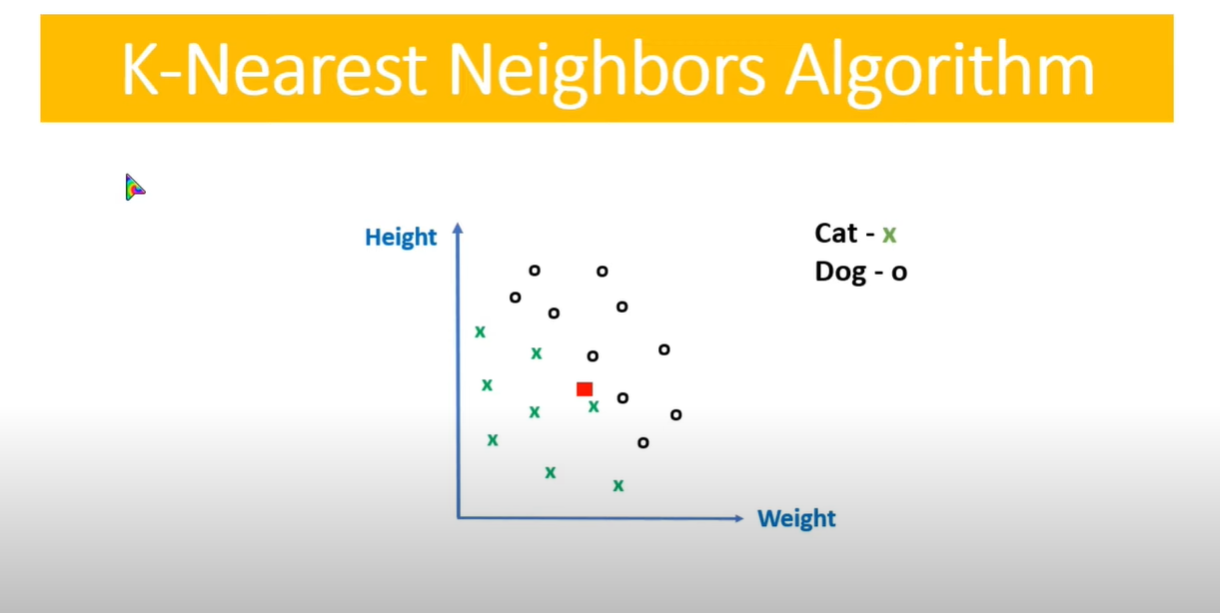 K-Nearest Neighbors Algorithm
Height
Cat - x
Dog - o
o o
o o
o
x
x o o
x
o
x x o
x o
x
x
Weight